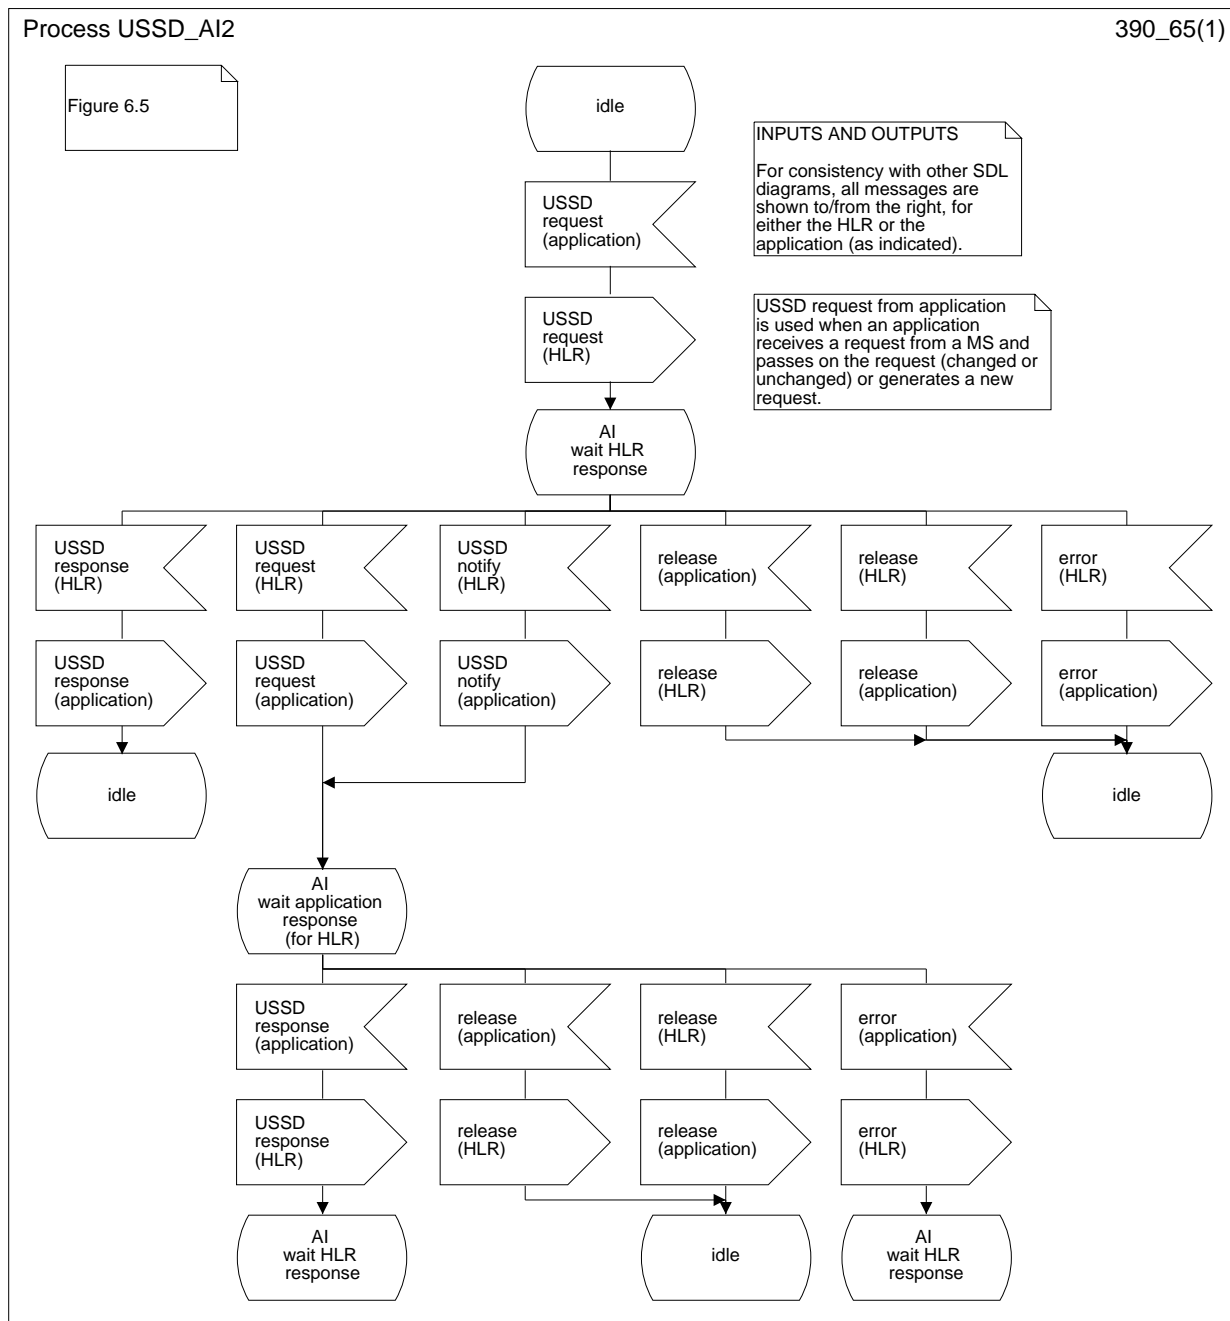 Process USSD_AI2
390_65(1)
Figure 6.5
idle
INPUTS AND OUTPUTS
For consistency with other SDL
diagrams, all messages are
shown to/from the right, for
either the HLR or the
application (as indicated).
USSD
request
(application)
USSD
request
(HLR)
USSD request from application
is used when an application
receives a request from a MS and
passes on the request (changed or
unchanged) or generates a new
request.
AI
wait HLR
response
USSD
response
(HLR)
USSD
request
(HLR)
USSD
notify
(HLR)
release
(application)
release
(HLR)
error
(HLR)
USSD
response
(application)
USSD
request
(application)
USSD
notify
(application)
release
(HLR)
release
(application)
error
(application)
idle
idle
AI
wait application
response
(for HLR)
USSD
response
(application)
release
(application)
release
(HLR)
error
(application)
USSD
response
(HLR)
release
(HLR)
release
(application)
error
(HLR)
AI
wait HLR
response
idle
AI
wait HLR
response